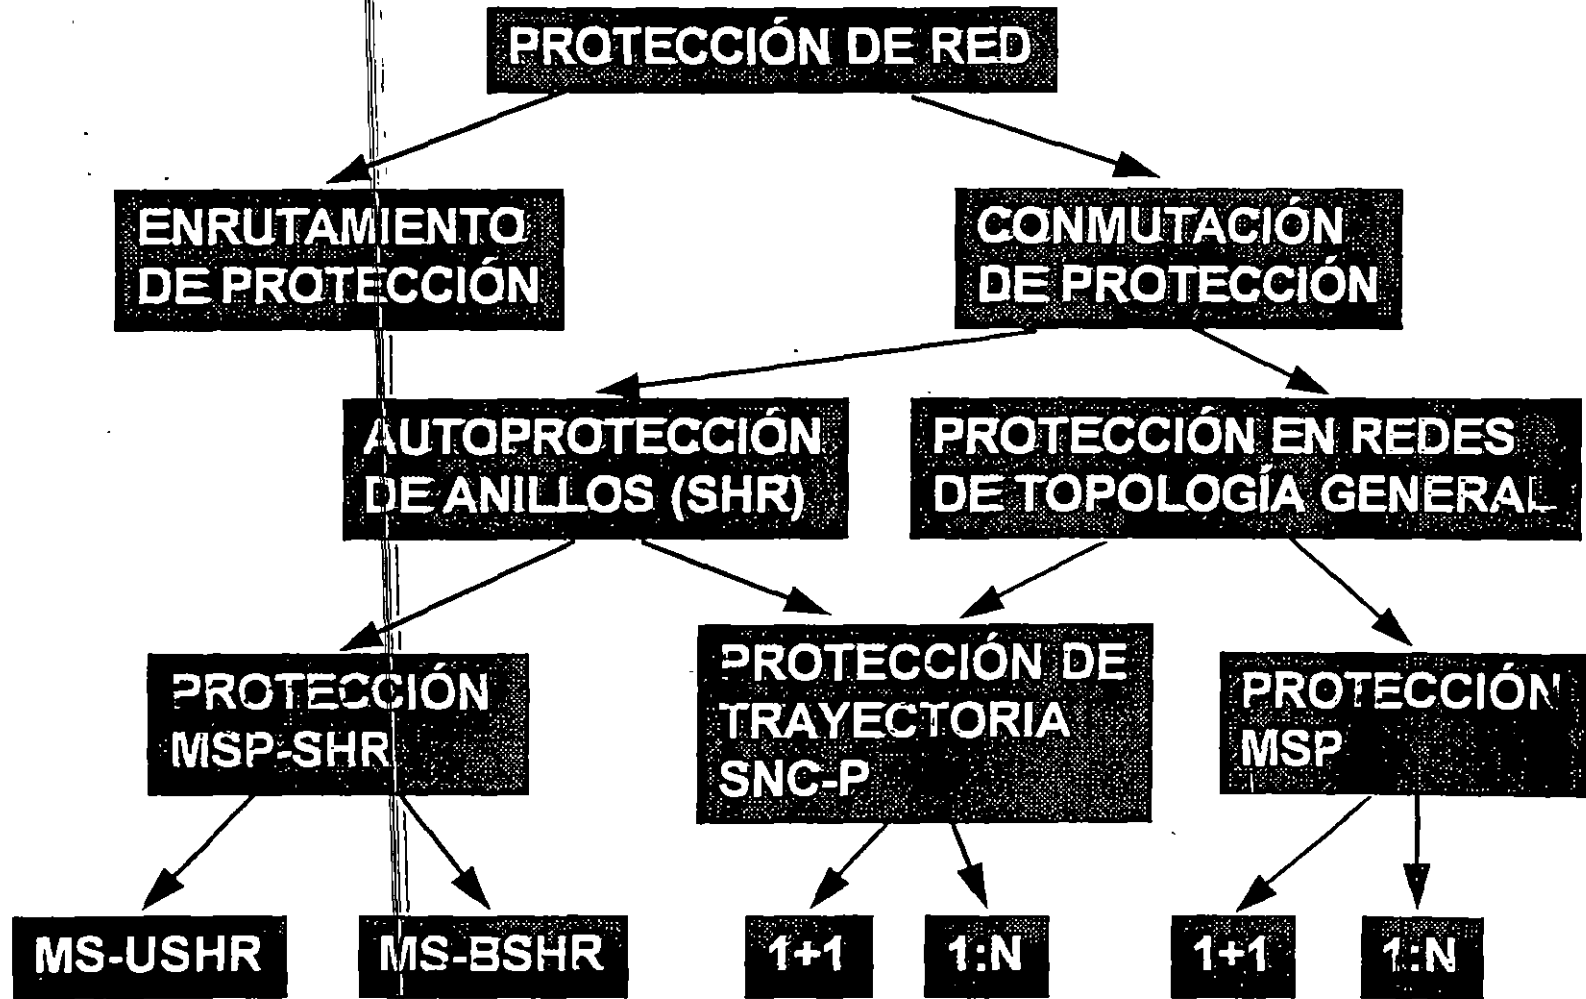 PROTECCIÓN DE RED
ENRUTAMIENTO
DE PROTECCIÓN
CONMUTACIÓN
DE PROTECCIÓN
AUTOPROTECCIÓN
DE ANILLOS (SHR)
PROTECCIÓN EN REDES
DE TOPOLOGÍA GENERAL
PROTECCIÓN
MSP-SHR
PROTECCIÓN DE
TRAYECTORIA
SNC-P
PROTECCIÓN
MSP
MS-USHR
MS-BSHR
1+1
1:N
1+1
1:N